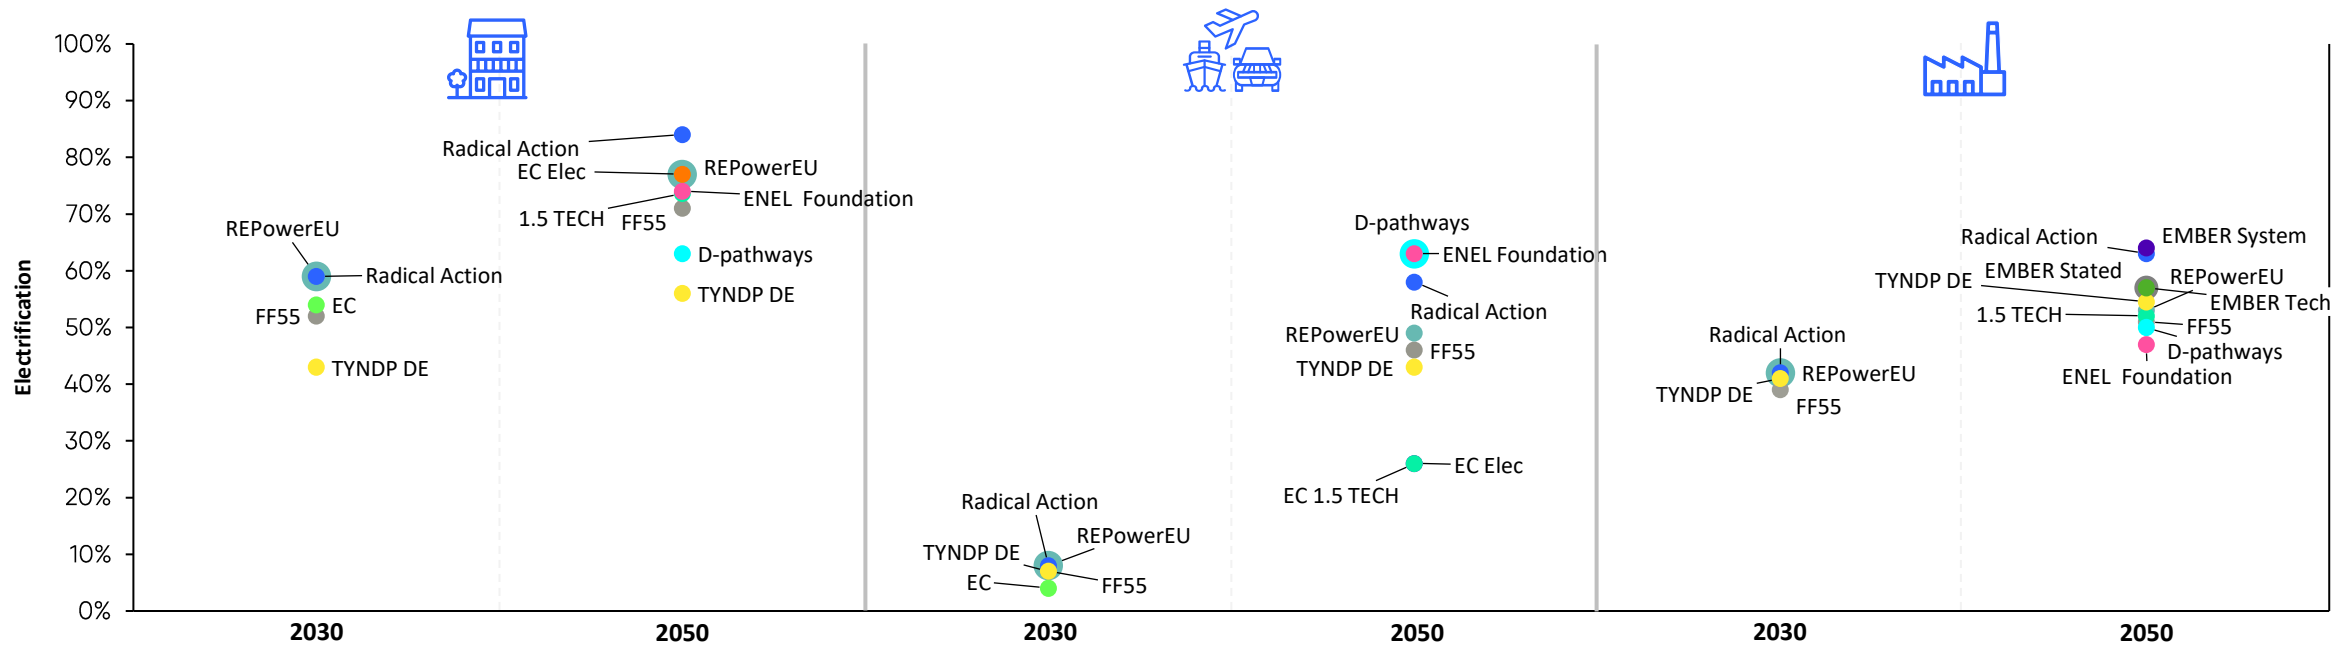 Electrification
100%
90%
80%
70%
60%
50%
40%
30%
20%
10%
0%
REPowerEU
Radical Action
EC
FF55
TYNDP DE
2030
Radical Action
EC Elec
REPowerEU
ENEL  Foundation
1.5 TECH
FF55
D-pathways
TYNDP DE
2050
Radical Action
REPowerEU
TYNDP DE
EC
FF55
2030
D-pathways
ENEL Foundation
Radical Action
REPowerEU
FF55
TYNDP DE
EC Elec
EC 1.5 TECH
2050
Radical Action
REPowerEU
TYNDP DE
FF55
2030
EMBER System
Radical Action
EMBER Stated
TYNDP DE
REPowerEU
EMBER Tech
1.5 TECH
FF55
D-pathways
ENEL  Foundation
2050